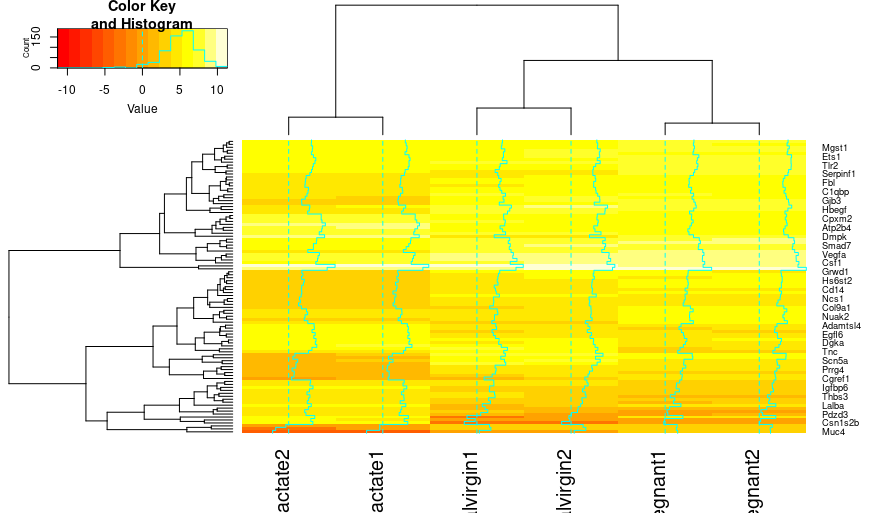 Color Key
and Histogram
Count
0 150
-10 -5 0 5 10
Value
Mgst1
Ets1
Tlr2
Serpinf1
Fbl
C1qbp
Gjb3
Hbegf
Cpxm2
Atp2b4
Dmpk
Smad7
Vegfa
Csf1
Grwd1
Hs6st2
Cd14
Ncs1
Col9a1
Nuak2
Adamtsl4
Egfl6
Dgka
Tnc
Scn5a
Prrg4
Cgref1
Igfbp6
Thbs3
Lalba
Pdzd3
Csn1s2b
Muc4
actate2
actate1
lvirgin1
lvirgin2
egnant1
egnant2